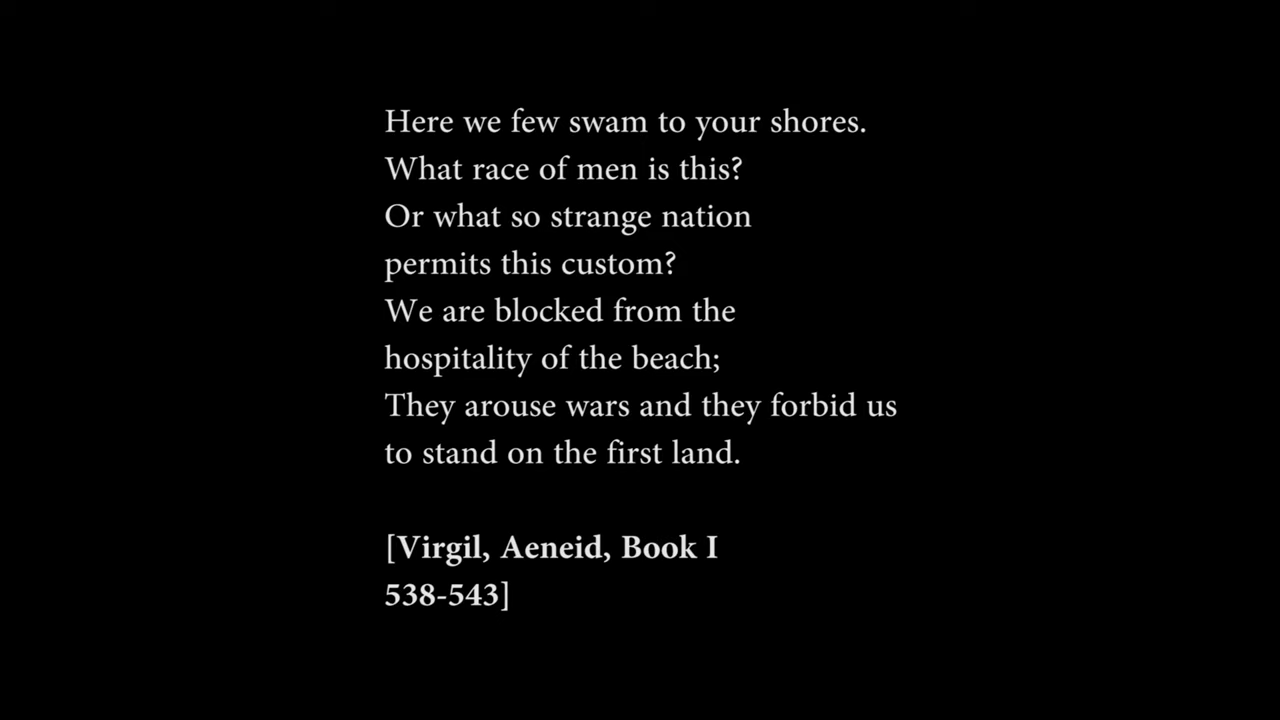 Here we few swam to your shores.
What race of men is this?
Or what so strange nation
permits this custom?
We are blocked from the
hospitality of the beach;
They arouse wars and they forbid us
to stand on the first land.
[Virgil, Aeneid, Book I
538-543]